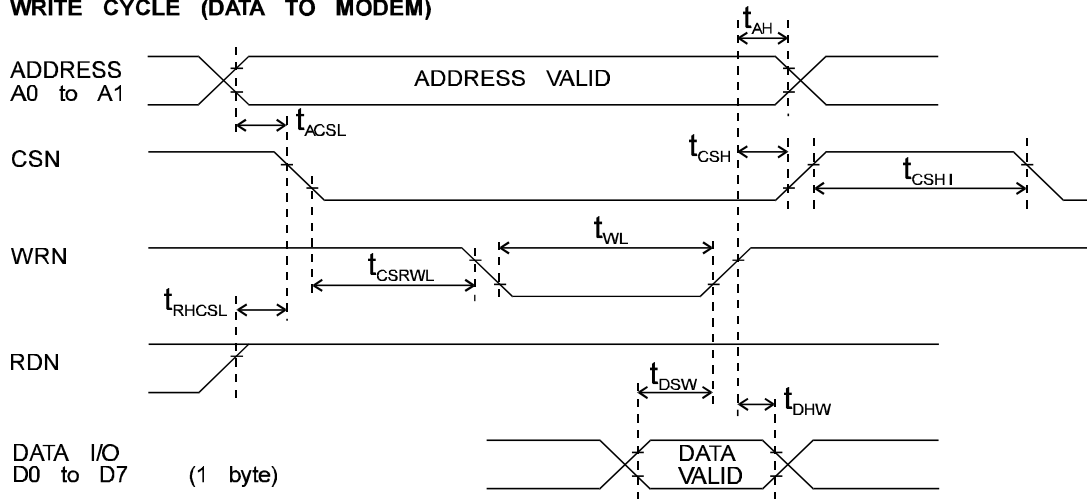 WRITE CYCLE (DATA TO MODEM)
tAH
ADDRESS
A0 to A1
ADDRESS VALID
tACSL
CSN
tCSH
tCSHI
WRN
tWL
tCSRWL
tRHCSL
RDN
tDSW
tDHW
DATA I/O
D0 to D7 (1 byte)
DATA
VALID